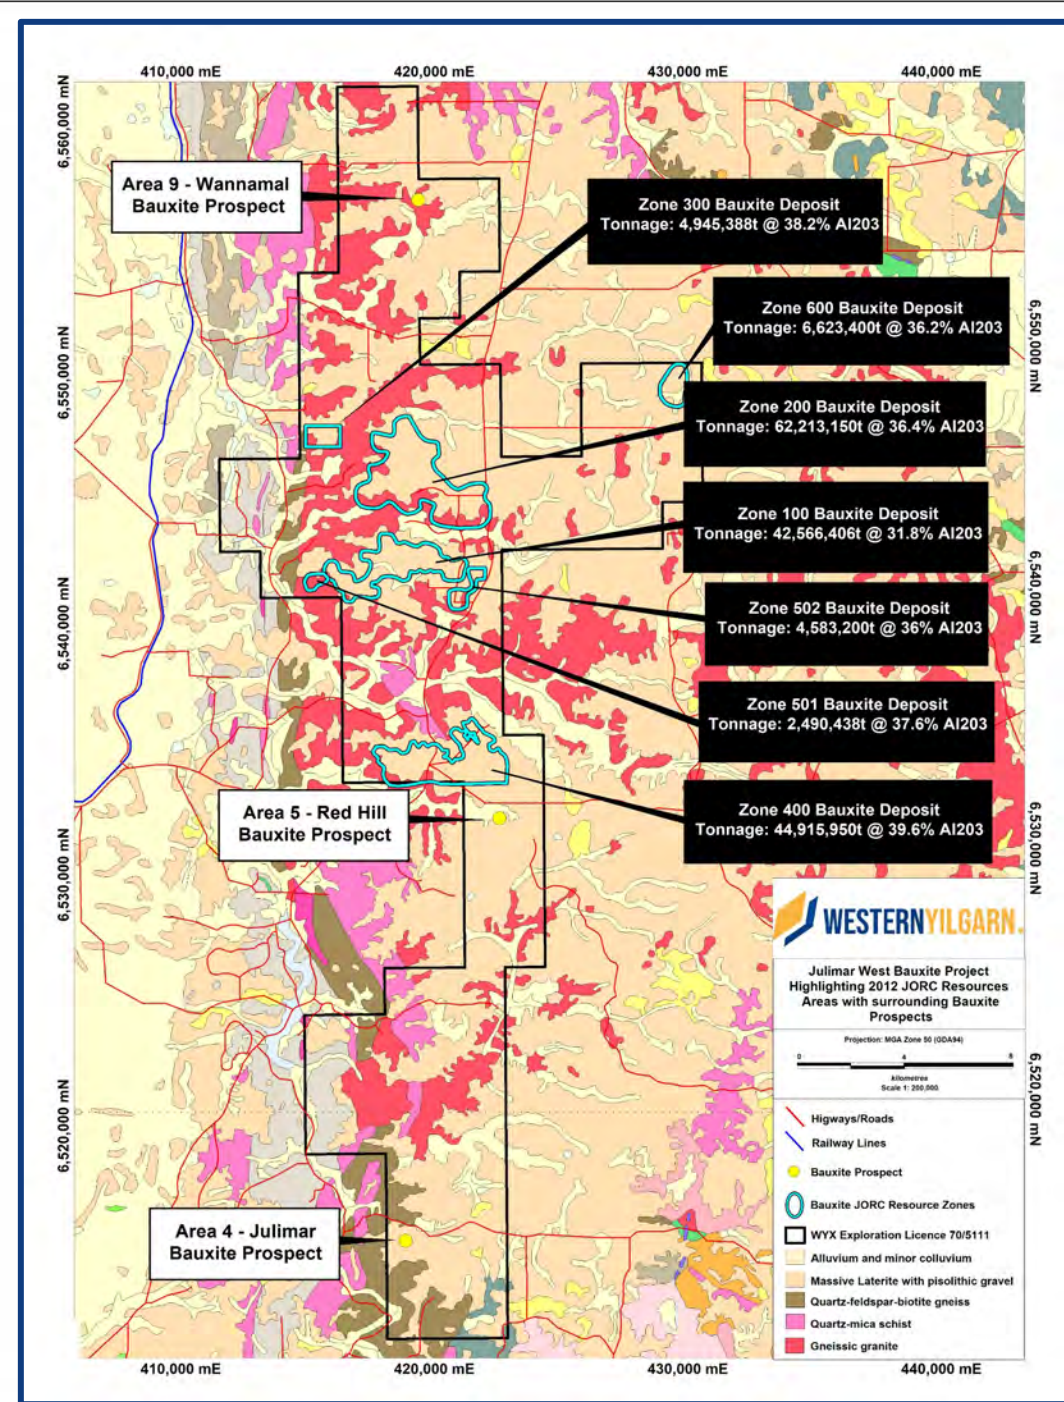 410,000 mE
420,000 mE
430,000 mE
440,000 mE
6,560,000 mN
Area 9 - Wannamal
Bauxite Prospect
Zone 300 Bauxite Deposit
Tonnage: 4,945,388t @ 38.2% Al203
Zone 600 Bauxite Deposit
Tonnage: 6,623,400t @ 36.2% Al203
6,550,000 mN
6,550,000 mN
Zone 200 Bauxite Deposit
Tonnage: 62,213,150t @ 36.4% Al203
Zone 100 Bauxite Deposit
Tonnage: 42,566,406t @ 31.8% Al203
6,540,000 mN
6,540,000 mN
Zone 502 Bauxite Deposit
Tonnage: 4,583,200t @ 36% Al203
Zone 501 Bauxite Deposit
Tonnage: 2,490,438t @ 37.6% Al203
Area 5 - Red Hill
Bauxite Prospect
Zone 400 Bauxite Deposit
Tonnage: 44,915,950t @ 39.6% Al203
6,530,000 mN
6,530,000 mN
WESTERNYILGARN.
Julimar West Bauxite Project
Highlighting 2012 JORC Resources
Areas with surrounding Bauxite
Prospects
Projection: MGA Zone 50 (GDA94)
0 4 8
kilometres
Scale 1: 200,000
6,520,000 mN
6,520,000 mN
Higways/Roads
Railway Lines
Bauxite Prospect
Bauxite JORC Resource Zones
WYX Exploration Licence 70/5111
Alluvium and minor colluvium
Massive Laterite with pisolithic gravel
Quartz-feldspar-biotite gneiss
Quartz-mica schist
Gneissic granite
Area 4 - Julimar
Bauxite Prospect
410,000 mE
420,000 mE
430,000 mE
440,000 mE